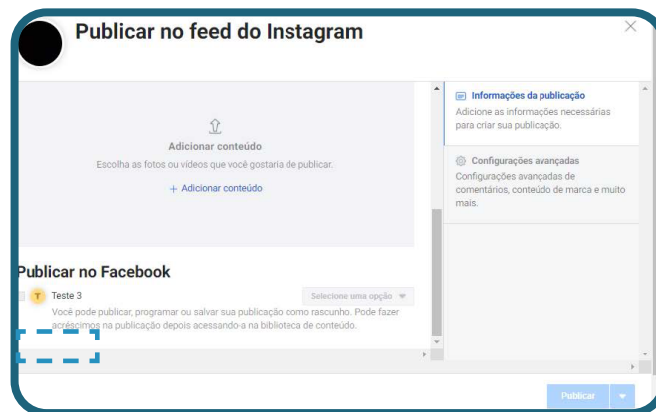 Publicar no feed do Instagram
Adicionar conteúdo
Escolha as fotos ou vídeos que você gostaria de publicar.
+ Adicionar conteúdo
Publicar no Facebook
T Teste 3
Selecione uma opção
Você pode publicar, programar ou salvar sua publicação como rascunho. Pode fazer
acréscimos na publicação depois acessando-a na biblioteca de conteúdo.
Informações da publicação
Adicione as informações necessárias
para criar sua publicação.
Configurações avançadas
Configurações avançadas de
comentários, conteúdo de marca e muito
mais.
Publicar